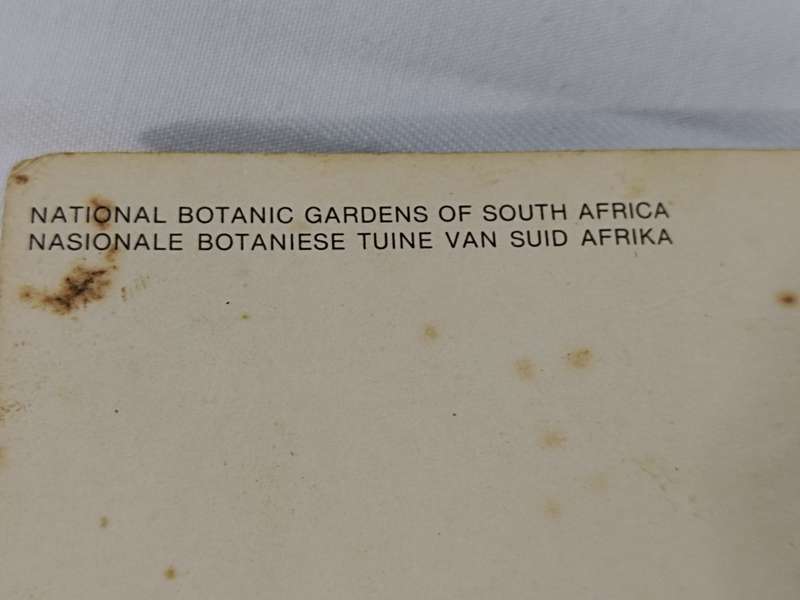 NATIONAL BOTANIC GARDENS OF SOUTH AFRICA
NASIONALE BOTANIESE TUINE VAN SUID AFRIKA